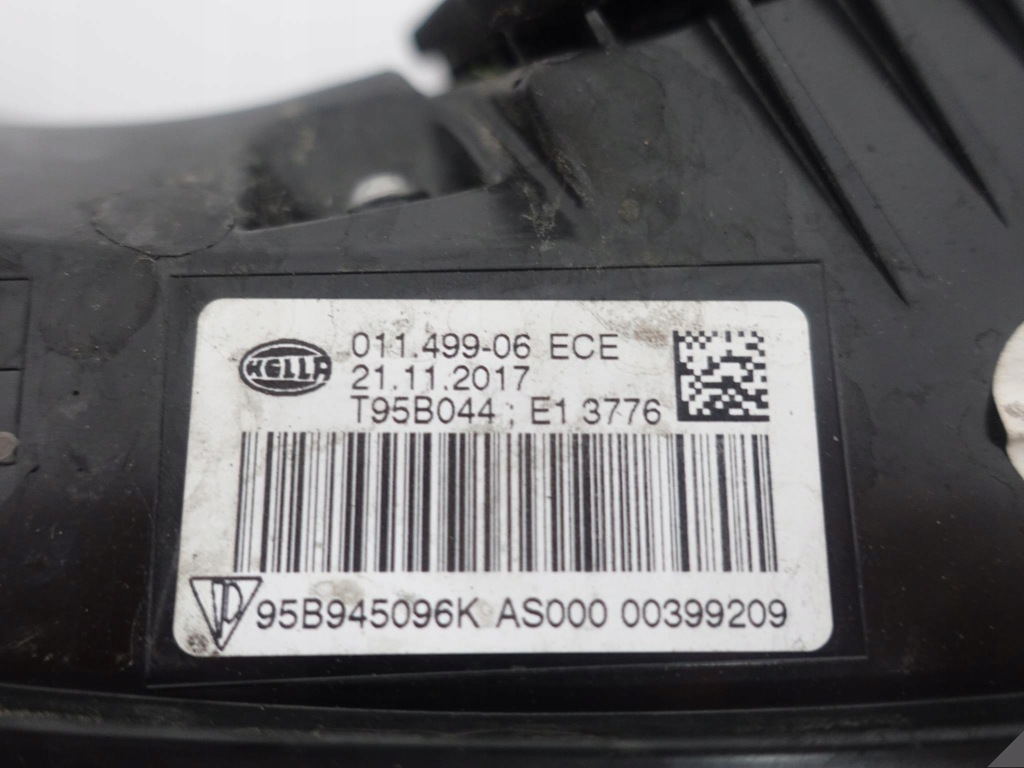 HELLA
011.499-06 ECE
21.11.2017
T95B044 ; E1 3776
95B945096K AS000 00399209